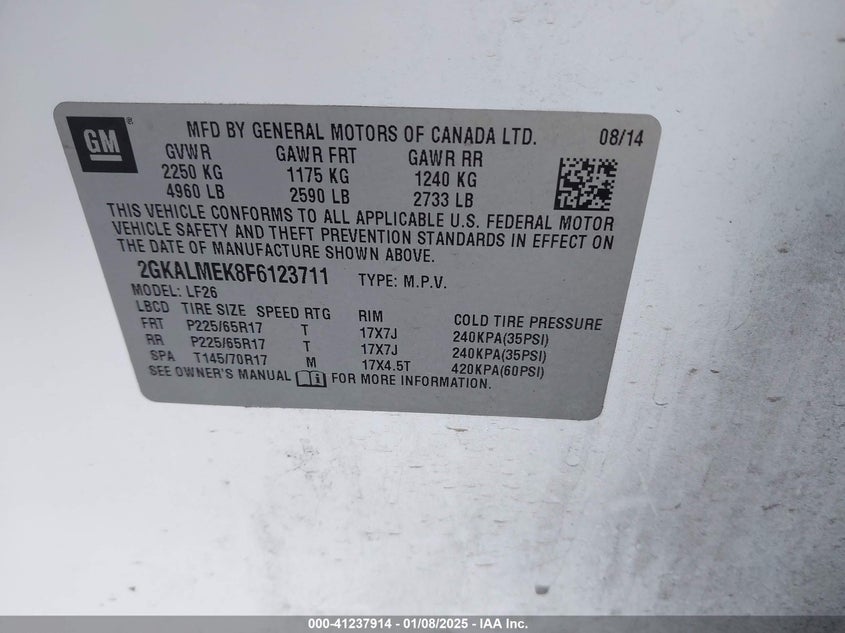 GM ® MFD BY GENERAL MOTORS OF CANADA LTD. 08/14
GVWR GAWR FRT GAWR RR
2250 KG 1175 KG 1240 KG
4960 LB 2590 LB 2733 LB
THIS VEHICLE CONFORMS TO ALL APPLICABLE U.S. FEDERAL MOTOR
VEHICLE SAFETY AND THEFT PREVENTION STANDARDS IN EFFECT ON
THE DATE OF MANUFACTURE SHOWN ABOVE.
2GKALMEK8F6123711 TYPE: M.P.V.
MODEL: LF26
LBCD TIRE SIZE SPEED RTG RIM COLD TIRE PRESSURE
FRT P225/65R17 T 17X7J 240KPA(35PSI)
RR P225/65R17 T 17X7J 240KPA(35PSI)
SPA T145/70R17 M 17X4.5T 420KPA(60PSI)
SEE OWNER'S MANUAL FOR MORE INFORMATION.
000-41237914 - 01/08/2025 - IAA Inc.